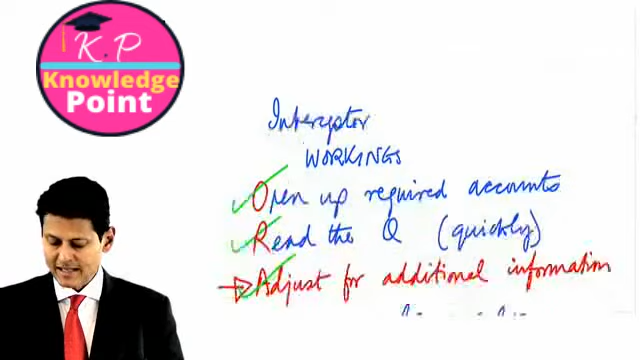 K.P
Knowledge
Point
Interceptor
WORKINGS
Open up required accounts
Read the Q (quickly)
Adjust for additional information